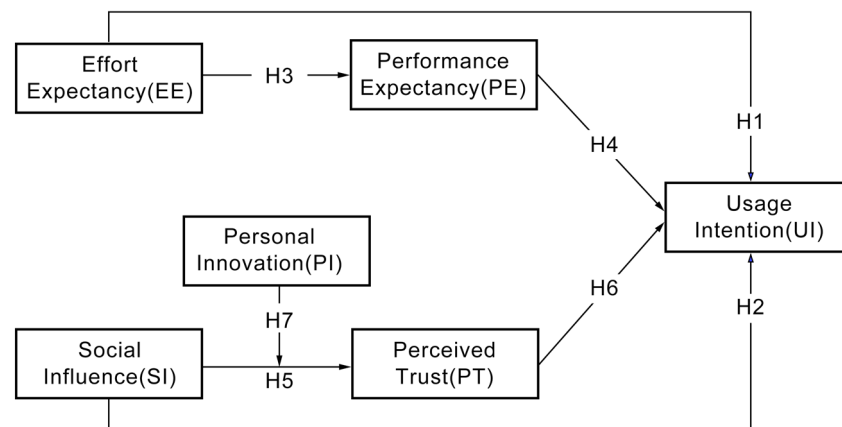 Effort
Expectancy(EE)
H3
Performance
Expectancy(PE)
H1
H4
Usage
Intention(UI)
Personal
Innovation(PI)
H6
H2
H7
Social
Influence(SI)
H5
Perceived
Trust(PT)